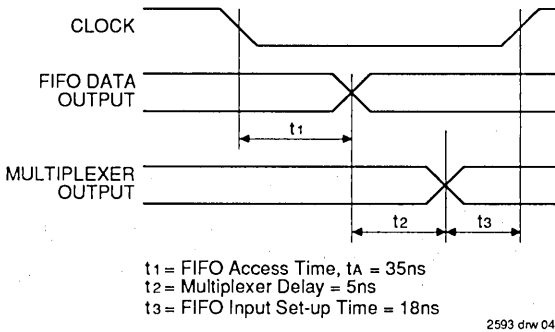 CLOCK
FIFO DATA
OUTPUT
t1
MULTIPLEXER
OUTPUT
t2
t3
t1 = FIFO Access Time, tA = 35ns
t2 = Multiplexer Delay = 5ns
t3 = FIFO Input Set-up Time = 18ns
2593 drw 04